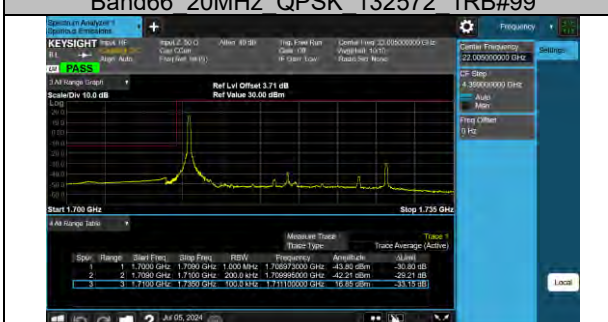 Band66_20MHz_QPSK_132572_1RB#99
Spectrum Analyzer 1
Spurious Emissions
Frequency
KEYSIGHT Input: RF
Input Z: 50 Ω
Atten: 40 dB
Trig: Free Run
Center Freq: 22.005000000 GHz
Align: Auto
Gate: Off
IF Gain: Low
Radio Std: None
PASS
Center Frequency
22.005000000 GHz
Settings
CF Step
4.359000000 GHz
Auto
Man
Freq Offset
0 Hz
3 All Range Graph
Scale/Div 10.0 dB
Ref Lvl Offset 3.71 dB
Ref Value 30.00 dBm
Log
Start 1.700 GHz
Stop 1.735 GHz
4 All Range Table
Measure Trace
Trace 1
Trace Type
Trace Average (Active)
Spur Range Start Freq Stop Freq RBW Frequency Amplitude ΔLimit
1 1 1.7000 GHz 1.7090 GHz 1.000 MHz 1.708973000 GHz -43.80 dBm -30.80 dB
2 2 1.7090 GHz 1.7100 GHz 200.0 kHz 1.709995000 GHz -42.21 dBm -29.21 dB
3 3 1.7100 GHz 1.7350 GHz 100.0 kHz 1.711100000 GHz 16.85 dBm -33.15 dB
Local
Jul 05, 2024